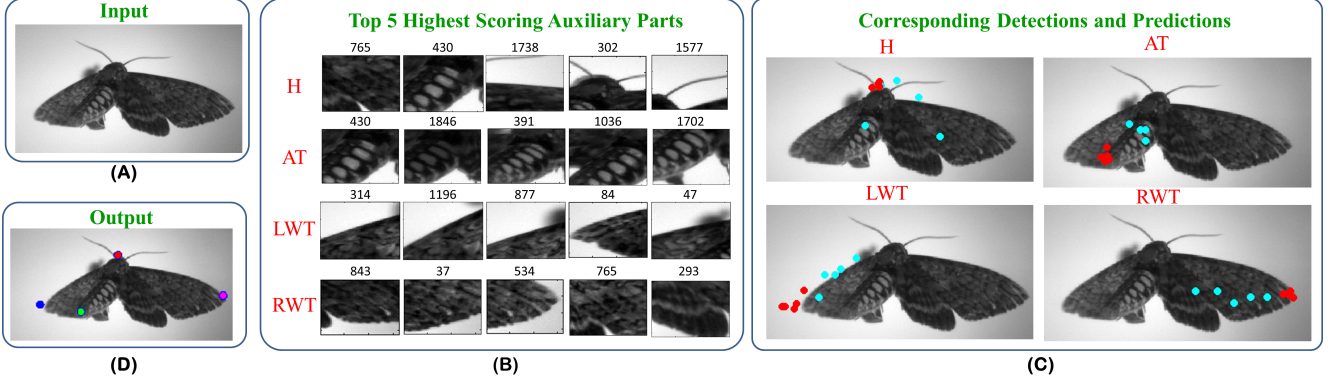 Input
(A)
Output
(D)
Top 5 Highest Scoring Auxiliary Parts
765 430 1738 302 1577
H
430 1846 391 1036 1702
AT
314 1196 877 84 47
LWT
843 37 534 765 293
RWT
(B)
Corresponding Detections and Predictions
H AT
LWT RWT
(C)